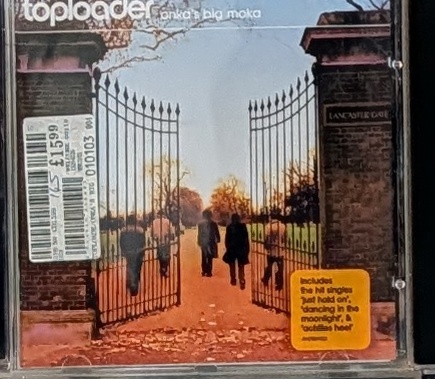 toploader onka's big moka
LANCASTER GATE
£15.99
010103
includes
the hit singles
'just hold on',
'dancing in the
moonlight', &
'achilles heel'